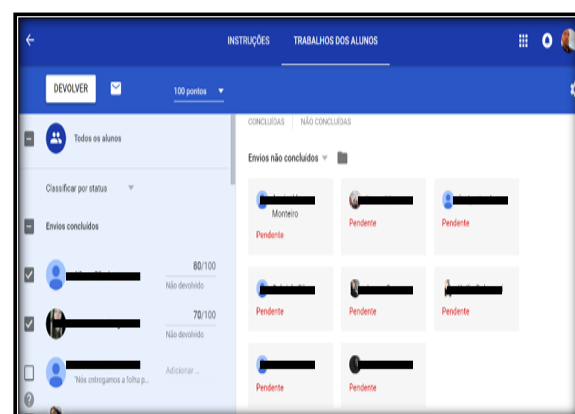 INSTRUÇÕES TRABALHOS DOS ALUNOS
DEVOLVER 100 pontos
Todos os alunos
Classificar por status
Envios concluídos
80/100
Não devolvido
70/100
Não devolvido
Adicionar ...
"Nós entregamos a folha p...
CONCLUÍDAS NÃO CONCLUÍDAS
Envios não concluídos
Monteiro
Pendente
Pendente
Pendente
Pendente
Pendente
Pendente
Pendente
Pendente